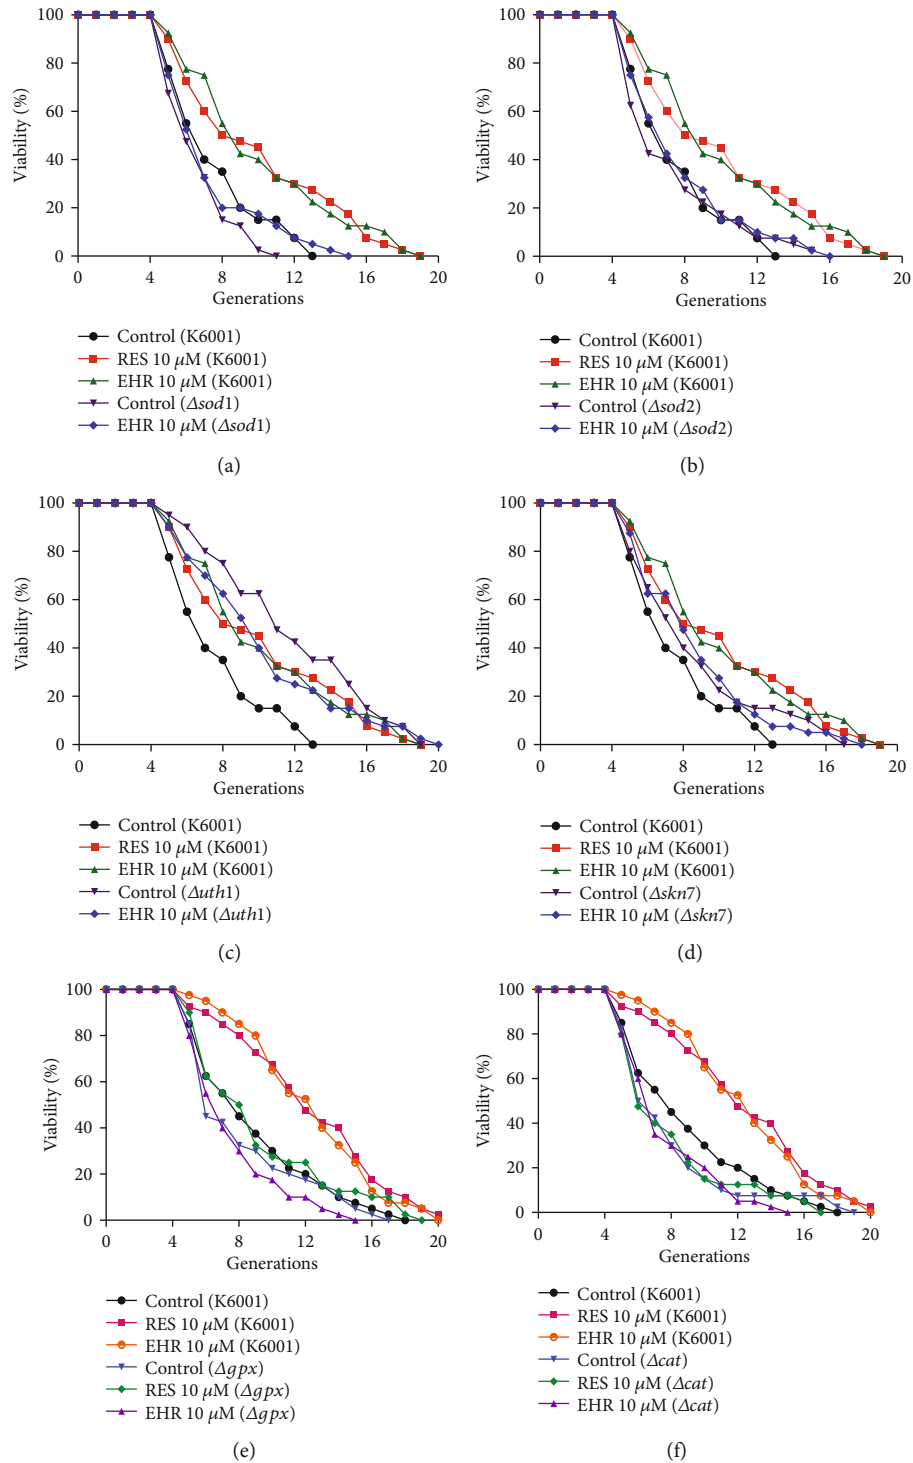 100
80
60
40
20
0
Viability (%)
0 4 8 12 16 20
Generations
Control (K6001)
RES 10 μM (K6001)
EHR 10 μM (K6001)
Control (Δsod1)
EHR 10 μM (Δsod1)
(a)
100
80
60
40
20
0
Viability (%)
0 4 8 12 16 20
Generations
Control (K6001)
RES 10 μM (K6001)
EHR 10 μM (K6001)
Control (Δsod2)
EHR 10 μM (Δsod2)
(b)
100
80
60
40
20
0
Viability (%)
0 4 8 12 16 20
Generations
Control (K6001)
RES 10 μM (K6001)
EHR 10 μM (K6001)
Control (Δuth1)
EHR 10 μM (Δuth1)
(c)
100
80
60
40
20
0
Viability (%)
0 4 8 12 16 20
Generations
Control (K6001)
RES 10 μM (K6001)
EHR 10 μM (K6001)
Control (Δskn7)
EHR 10 μM (Δskn7)
(d)
100
80
60
40
20
0
Viability (%)
0 4 8 12 16 20
Generations
Control (K6001)
RES 10 μM (K6001)
EHR 10 μM (K6001)
Control (Δgpx)
RES 10 μM (Δgpx)
EHR 10 μM (Δgpx)
(e)
100
80
60
40
20
0
Viability (%)
0 4 8 12 16 20
Generations
Control (K6001)
RES 10 μM (K6001)
EHR 10 μM (K6001)
Control (Δcat)
RES 10 μM (Δcat)
EHR 10 μM (Δcat)
(f)